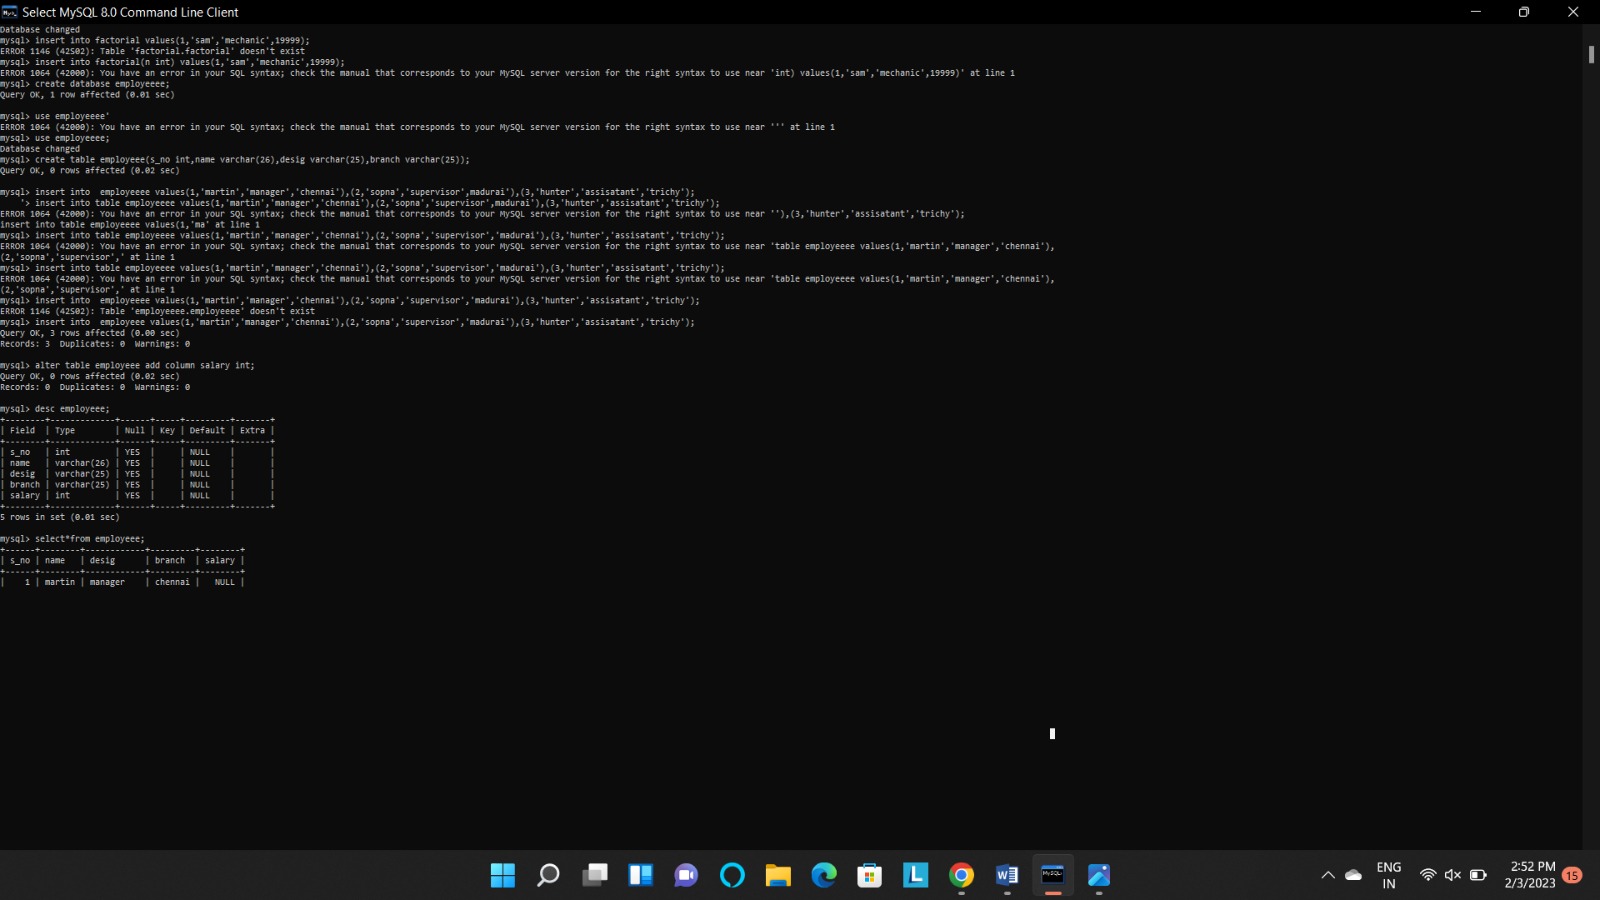 Select MySQL 8.0 Command Line Client
Database changed
mysql> insert into factorial values(1,'sam','mechanic',19999);
ERROR 1146 (42S02): Table 'factorial.factorial' doesn't exist
mysql> insert into factorial(n int) values(1,'sam','mechanic',19999);
ERROR 1064 (42000): You have an error in your SQL syntax; check the manual that corresponds to your MySQL server version for the right syntax to use near 'int) values(1,'sam','mechanic',19999)' at line 1
mysql> create database employeeee;
Query OK, 1 row affected (0.01 sec)
mysql> use employeeee'
ERROR 1064 (42000): You have an error in your SQL syntax; check the manual that corresponds to your MySQL server version for the right syntax to use near ''' at line 1
mysql> use employeeee;
Database changed
mysql> create table employeee(s_no int,name varchar(26),desig varchar(25),branch varchar(25));
Query OK, 0 rows affected (0.02 sec)
mysql> insert into  employeeee values(1,'martin','manager','chennai'),(2,'sopna','supervisor',madurai'),(3,'hunter','assisatant','trichy');
    '> insert into table employeeee values(1,'martin','manager','chennai'),(2,'sopna','supervisor',madurai'),(3,'hunter','assisatant','trichy');
ERROR 1064 (42000): You have an error in your SQL syntax; check the manual that corresponds to your MySQL server version for the right syntax to use near ''),(3,'hunter','assisatant','trichy');
insert into table employeeee values(1,'ma' at line 1
mysql> insert into table employeeee values(1,'martin','manager','chennai'),(2,'sopna','supervisor','madurai'),(3,'hunter','assisatant','trichy');
ERROR 1064 (42000): You have an error in your SQL syntax; check the manual that corresponds to your MySQL server version for the right syntax to use near 'table employeeee values(1,'martin','manager','chennai'),
(2,'sopna','supervisor',' at line 1
mysql> insert into table employeeee values(1,'martin','manager','chennai'),(2,'sopna','supervisor','madurai'),(3,'hunter','assisatant','trichy');
ERROR 1064 (42000): You have an error in your SQL syntax; check the manual that corresponds to your MySQL server version for the right syntax to use near 'table employeeee values(1,'martin','manager','chennai'),
(2,'sopna','supervisor',' at line 1
mysql> insert into  employeeee values(1,'martin','manager','chennai'),(2,'sopna','supervisor','madurai'),(3,'hunter','assisatant','trichy');
ERROR 1146 (42S02): Table 'employeeee.employeeee' doesn't exist
mysql> insert into  employeee values(1,'martin','manager','chennai'),(2,'sopna','supervisor','madurai'),(3,'hunter','assisatant','trichy');
Query OK, 3 rows affected (0.00 sec)
Records: 3  Duplicates: 0  Warnings: 0
mysql> alter table employeee add column salary int;
Query OK, 0 rows affected (0.02 sec)
Records: 0  Duplicates: 0  Warnings: 0
mysql> desc employeee;
+--------+-------------+------+-----+---------+-------+
| Field  | Type        | Null | Key | Default | Extra |
+--------+-------------+------+-----+---------+-------+
| s_no   | int         | YES  |     | NULL    |       |
| name   | varchar(26) | YES  |     | NULL    |       |
| desig  | varchar(25) | YES  |     | NULL    |       |
| branch | varchar(25) | YES  |     | NULL    |       |
| salary | int         | YES  |     | NULL    |       |
+--------+-------------+------+-----+---------+-------+
5 rows in set (0.01 sec)
mysql> select*from employeee;
+------+--------+------------+---------+--------+
| s_no | name   | desig      | branch  | salary |
+------+--------+------------+---------+--------+
|    1 | martin | manager    | chennai |   NULL |
ENG
IN
2:52 PM
2/3/2023
15